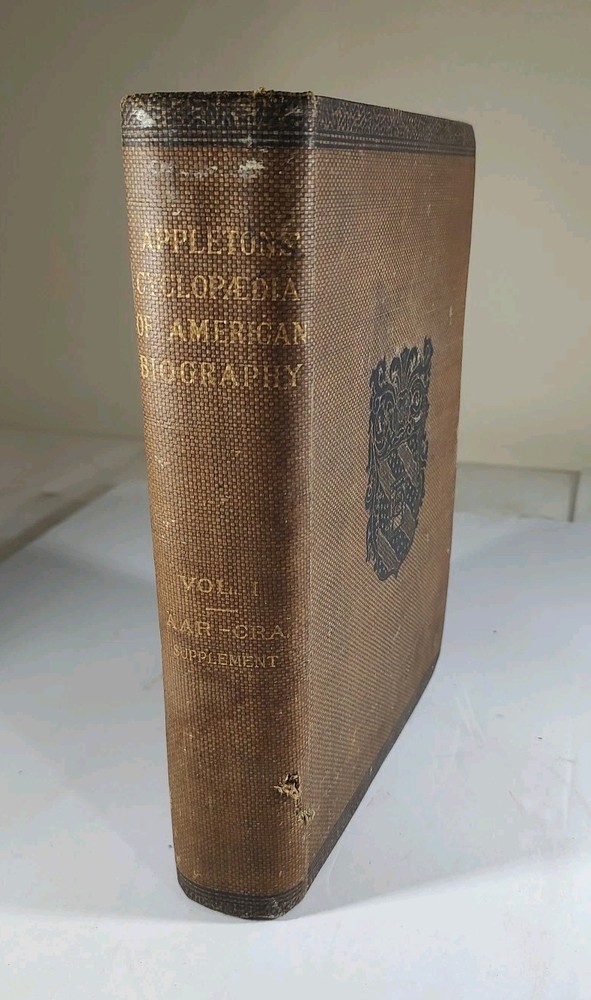 APPLETONS'
CYCLOPÆDIA
OF AMERICAN
BIOGRAPHY
VOL. I
AAR-CRA
SUPPLEMENT